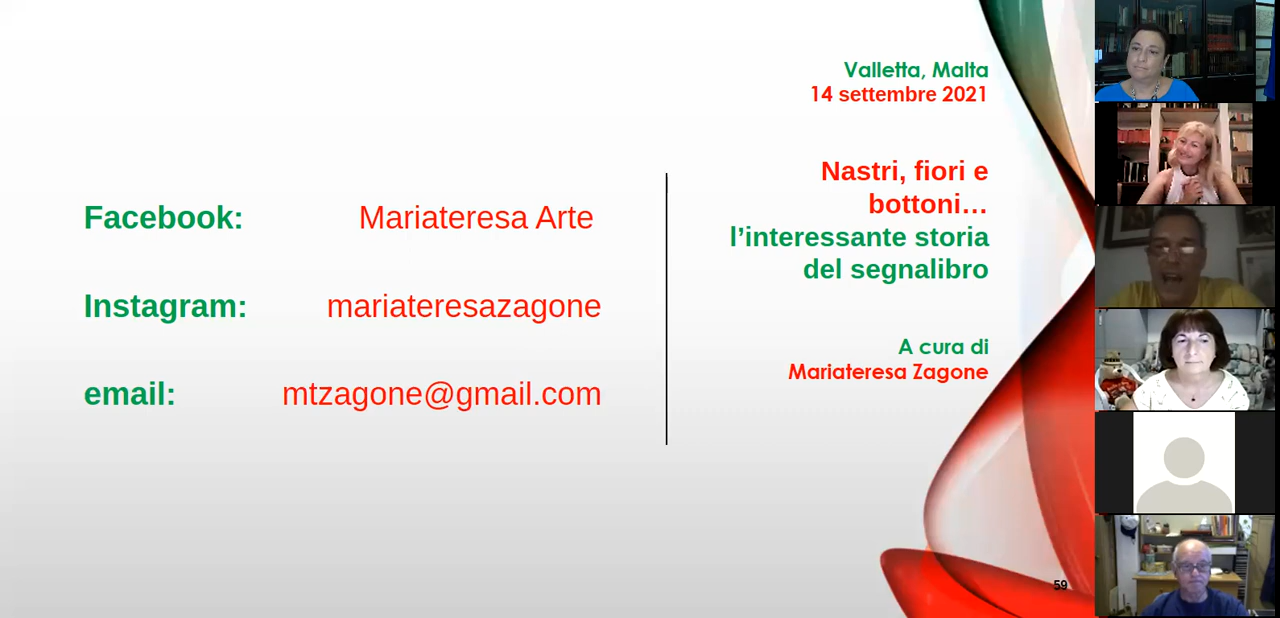 Valletta, Malta
14 settembre 2021
Nastri, fiori e
bottoni…
l’interessante storia
del segnalibro
A cura di
Mariateresa Zagone
Facebook: Mariateresa Arte
Instagram: mariateresazagone
email: mtzagone@gmail.com
59